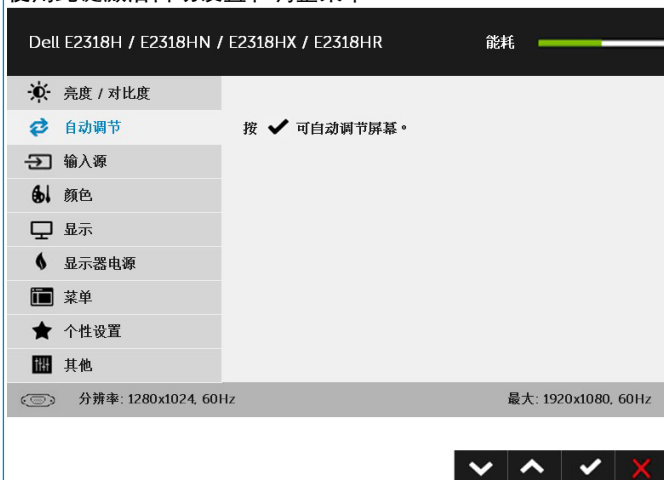 Dell E2318H / E2318HN / E2318HX / E2318HR 能耗
亮度 / 对比度
自动调节 按 ✔ 可自动调节屏幕。
输入源
颜色
显示
显示器电源
菜单
个性设置
其他
分辨率: 1280x1024, 60Hz 最大: 1920x1080, 60Hz